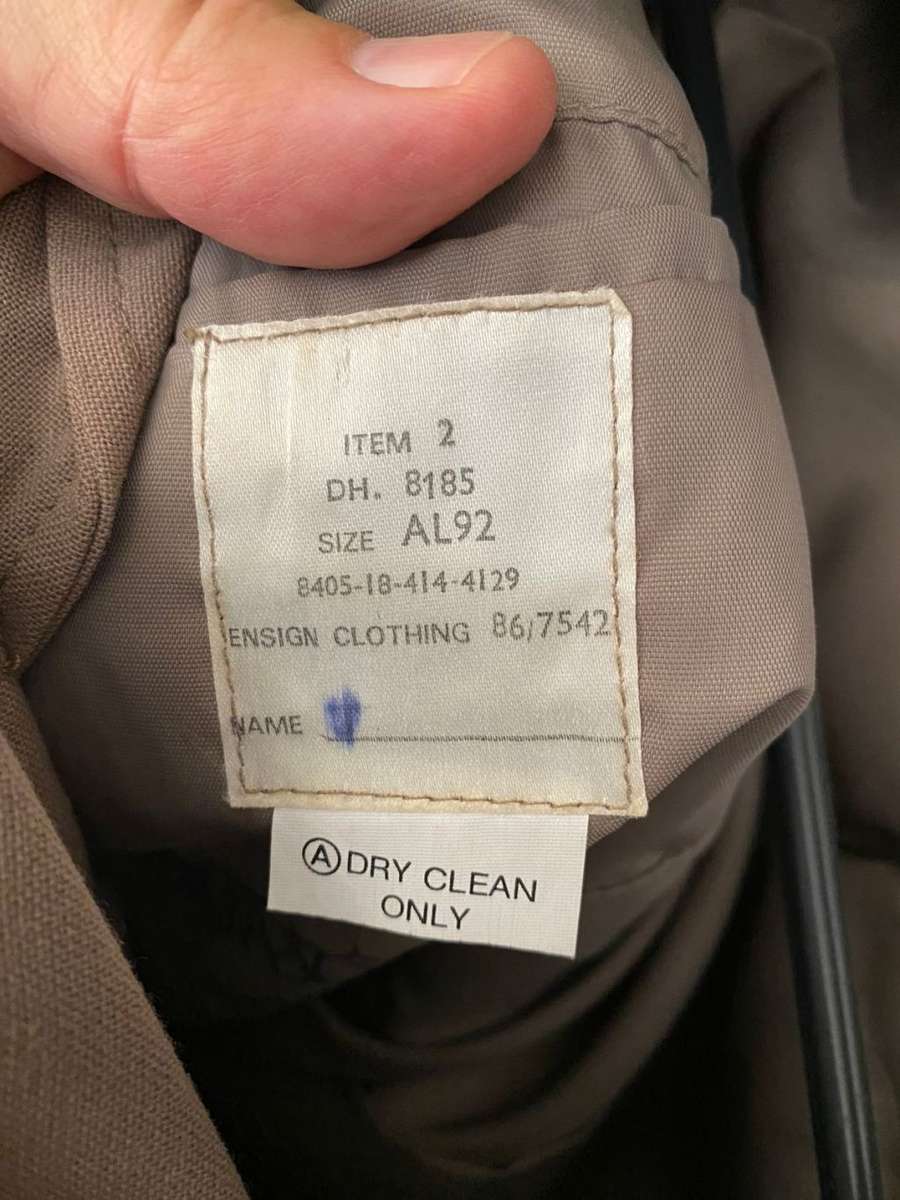 ITEM 2
DH. 8185
SIZE AL92
8405-18-414-4129
ENSIGN CLOTHING 86/7542
NAME
Ⓐ DRY CLEAN
ONLY